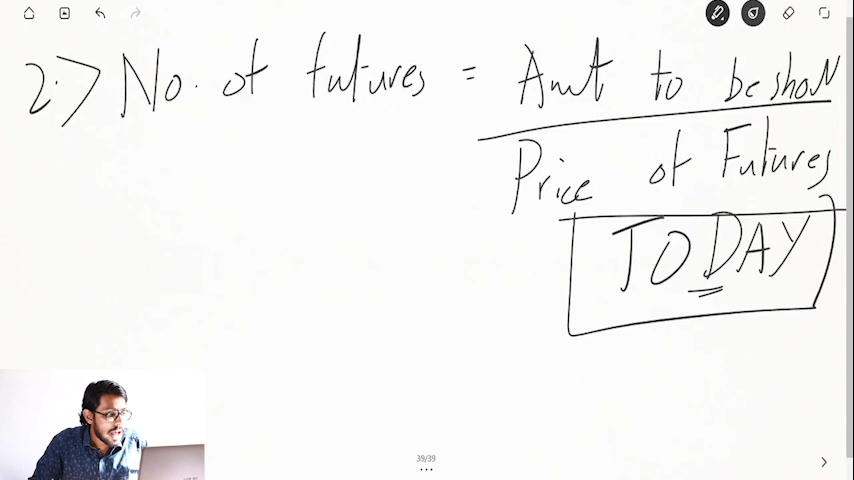 2.> No. of futures = Amt to be short
Price of Futures
TODAY
39/39